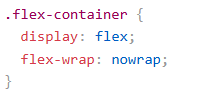 .flex-container {
  display: flex;
  flex-wrap: nowrap;
}